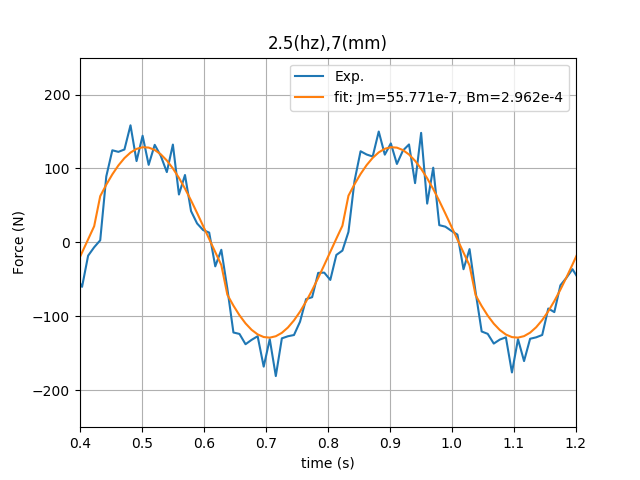 2.5(hz),7(mm)
Exp.
fit: Jm=55.771e-7, Bm=2.962e-4
Force (N)
200
100
0
−100
−200
0.4 0.5 0.6 0.7 0.8 0.9 1.0 1.1 1.2
time (s)